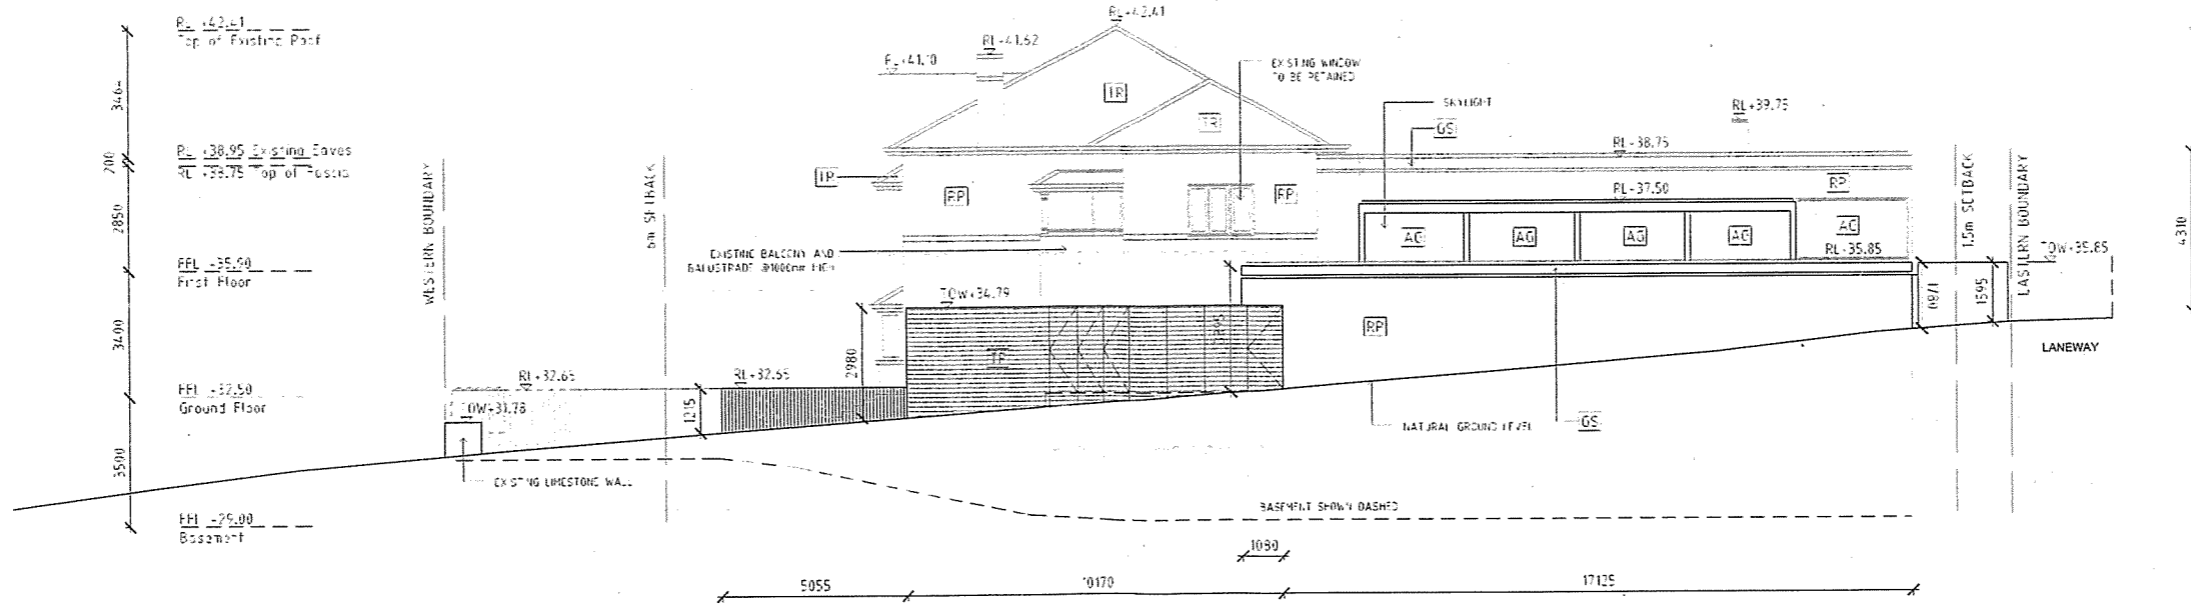 RL +42.41
Top of Existing Roof
3464
RL +38.95 Existing Eaves
RL +38.75 Top of Fascia
200
2850
FFL +35.90
First Floor
3400
FFL +32.50
Ground Floor
3500
FFL +29.00
Basement
WESTERN BOUNDARY
6m SETBACK
RL+41.10
RL+41.62
RL+42.41
TR
TR
TP
RP
RP
EXISTING WINDOW
TO BE RETAINED
SKYLIGHT
GS
RL+39.75
RL+38.75
RL+37.50
RP
AG
AG
AG
AG
AG
RL+35.85
EXISTING BALCONY AND
BALUSTRADE @1000mm HIGH
TOW+34.79
2980
TP
RP
RL+32.65
RL+32.65
1215
TOW+31.78
EXISTING LIMESTONE WALL
NATURAL GROUND LEVEL
GS
BASEMENT SHOWN DASHED
1780
1595
1.5m SETBACK
EASTERN BOUNDARY
TOW+35.85
4310
LANEWAY
1080
5055
10170
17125